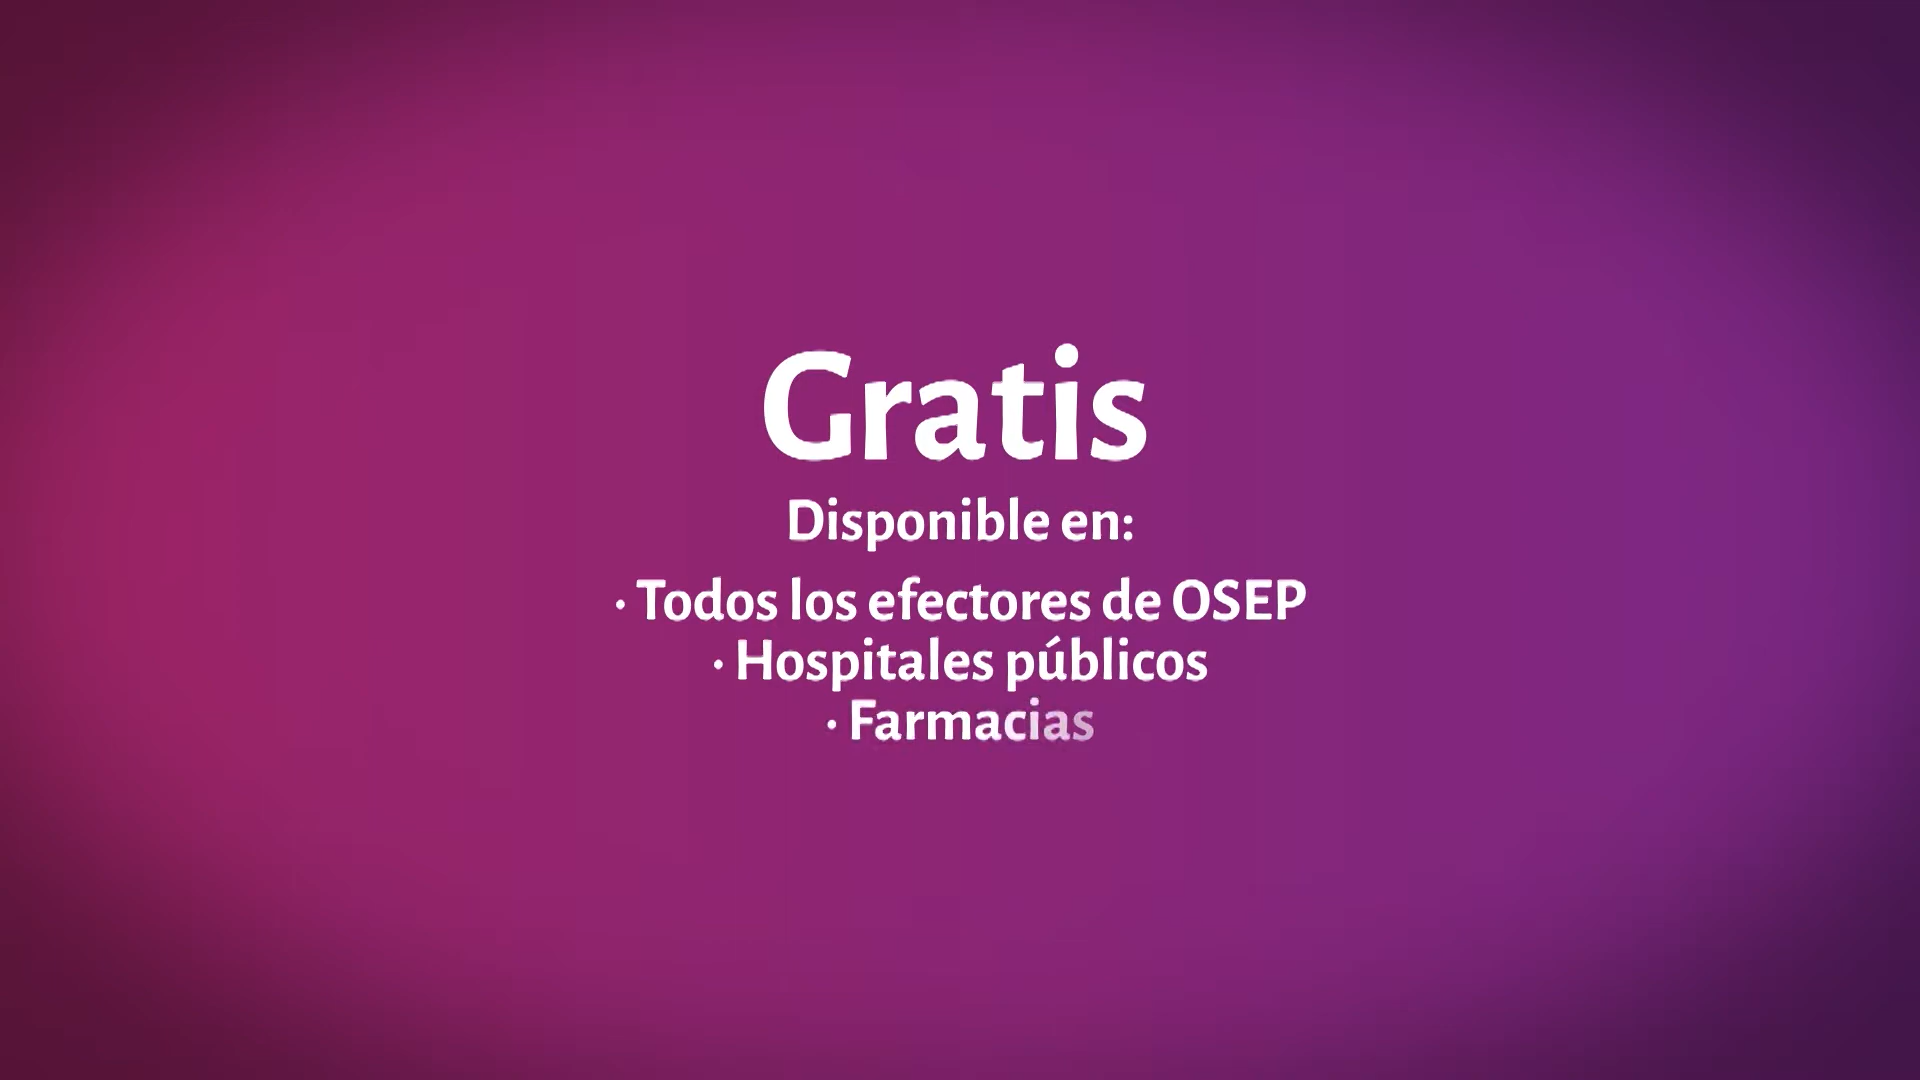 Gratis
Disponible en:
· Todos los efectores de OSEP
· Hospitales públicos
· Farmacias